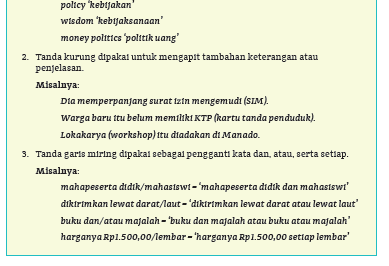 policy ‘kebijakan’
wisdom ‘kebijaksanaan’
money politics ‘politik uang’
2. Tanda kurung dipakai untuk mengapit tambahan keterangan atau
penjelasan.
Misalnya:
Dia memperpanjang surat izin mengemudi (SIM).
Warga baru itu belum memiliki KTP (kartu tanda penduduk).
Lokakarya (workshop) itu diadakan di Manado.
3. Tanda garis miring dipakai sebagai pengganti kata dan, atau, serta setiap.
Misalnya:
mahapeserta didik/mahasiswi = ‘mahapeserta didik dan mahasiswi’
dikirimkan lewat darat/laut = ‘dikirimkan lewat darat atau lewat laut’
buku dan/atau majalah = ‘buku dan majalah atau buku atau majalah’
harganya Rp1.500,00/lembar = ‘harganya Rp1.500,00 setiap lembar’